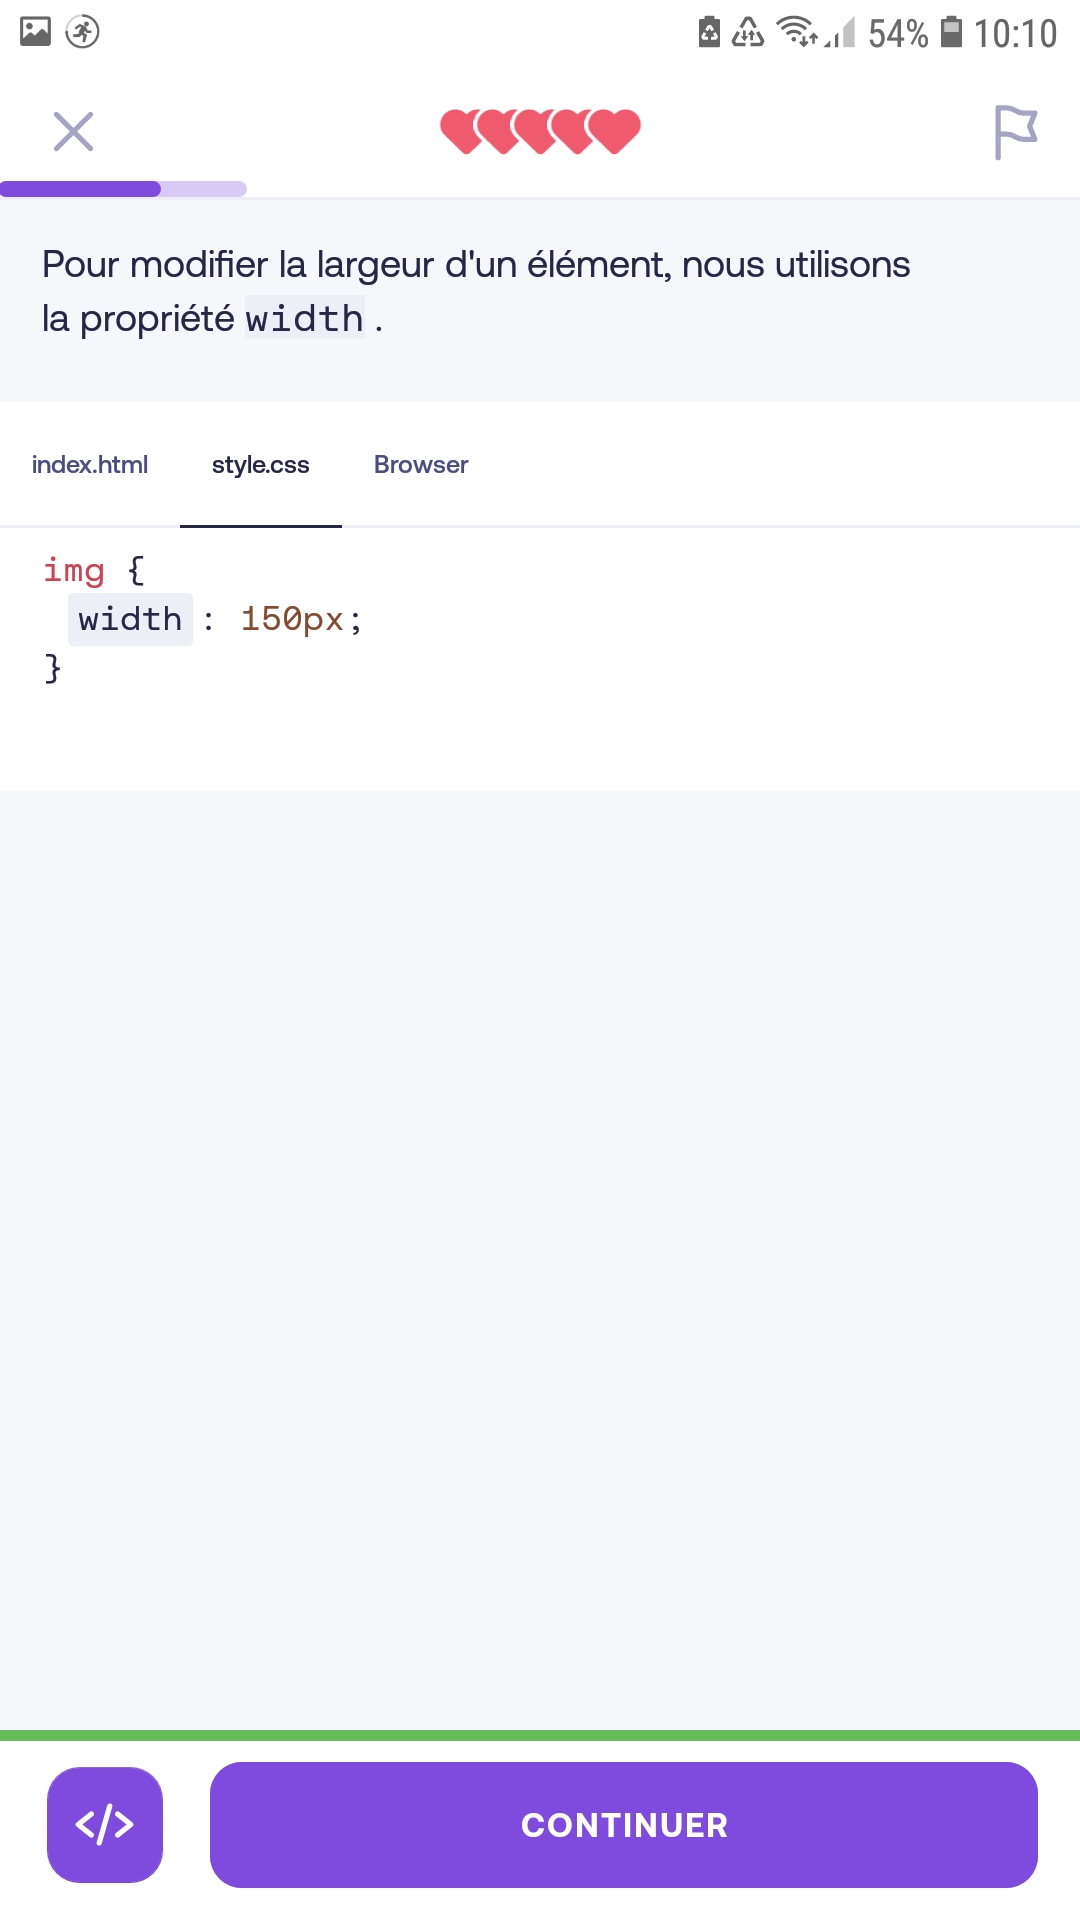 54% 10:10
Pour modifier la largeur d'un élément, nous utilisons
la propriété width .
index.html style.css Browser
img {
width : 150px;
}
</> CONTINUER